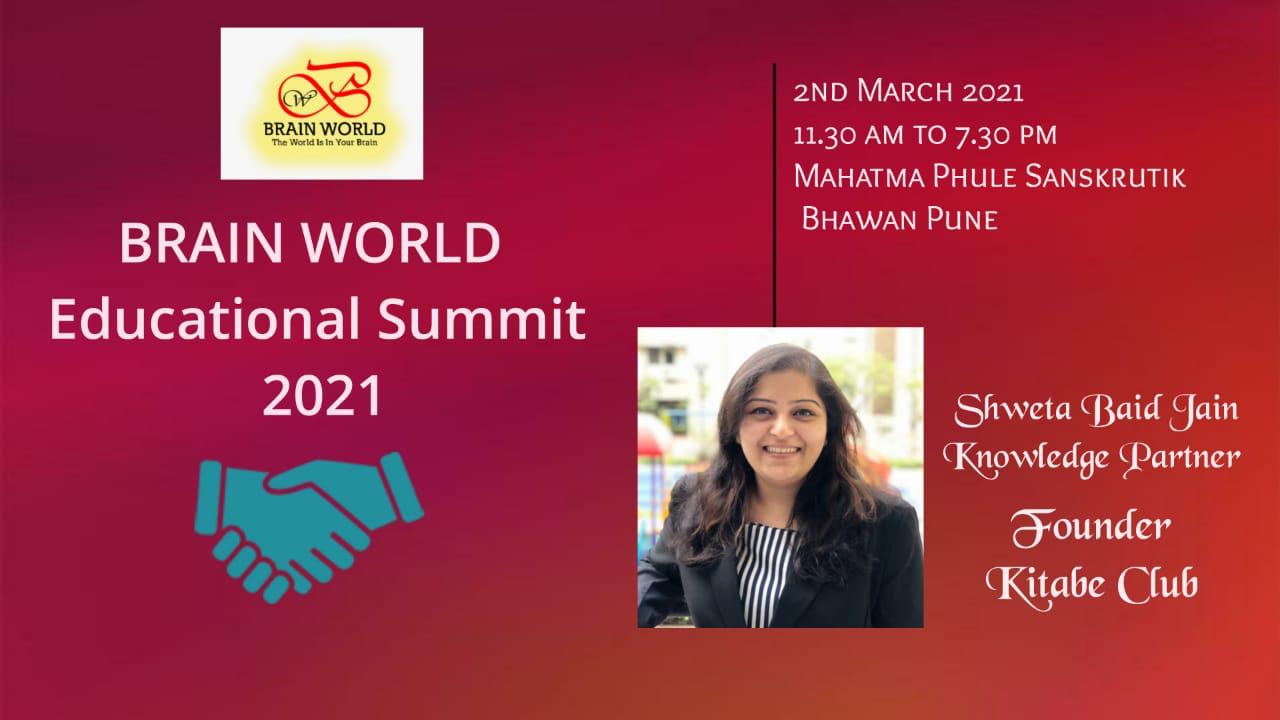 BRAIN WORLD
The World Is In Your Brain
BRAIN WORLD
Educational Summit
2021
2ND MARCH 2021
11.30 AM TO 7.30 PM
MAHATMA PHULE SANSKRUTIK
BHAWAN PUNE
Shweta Baid Jain
Knowledge Partner
Founder
Kitabe Club